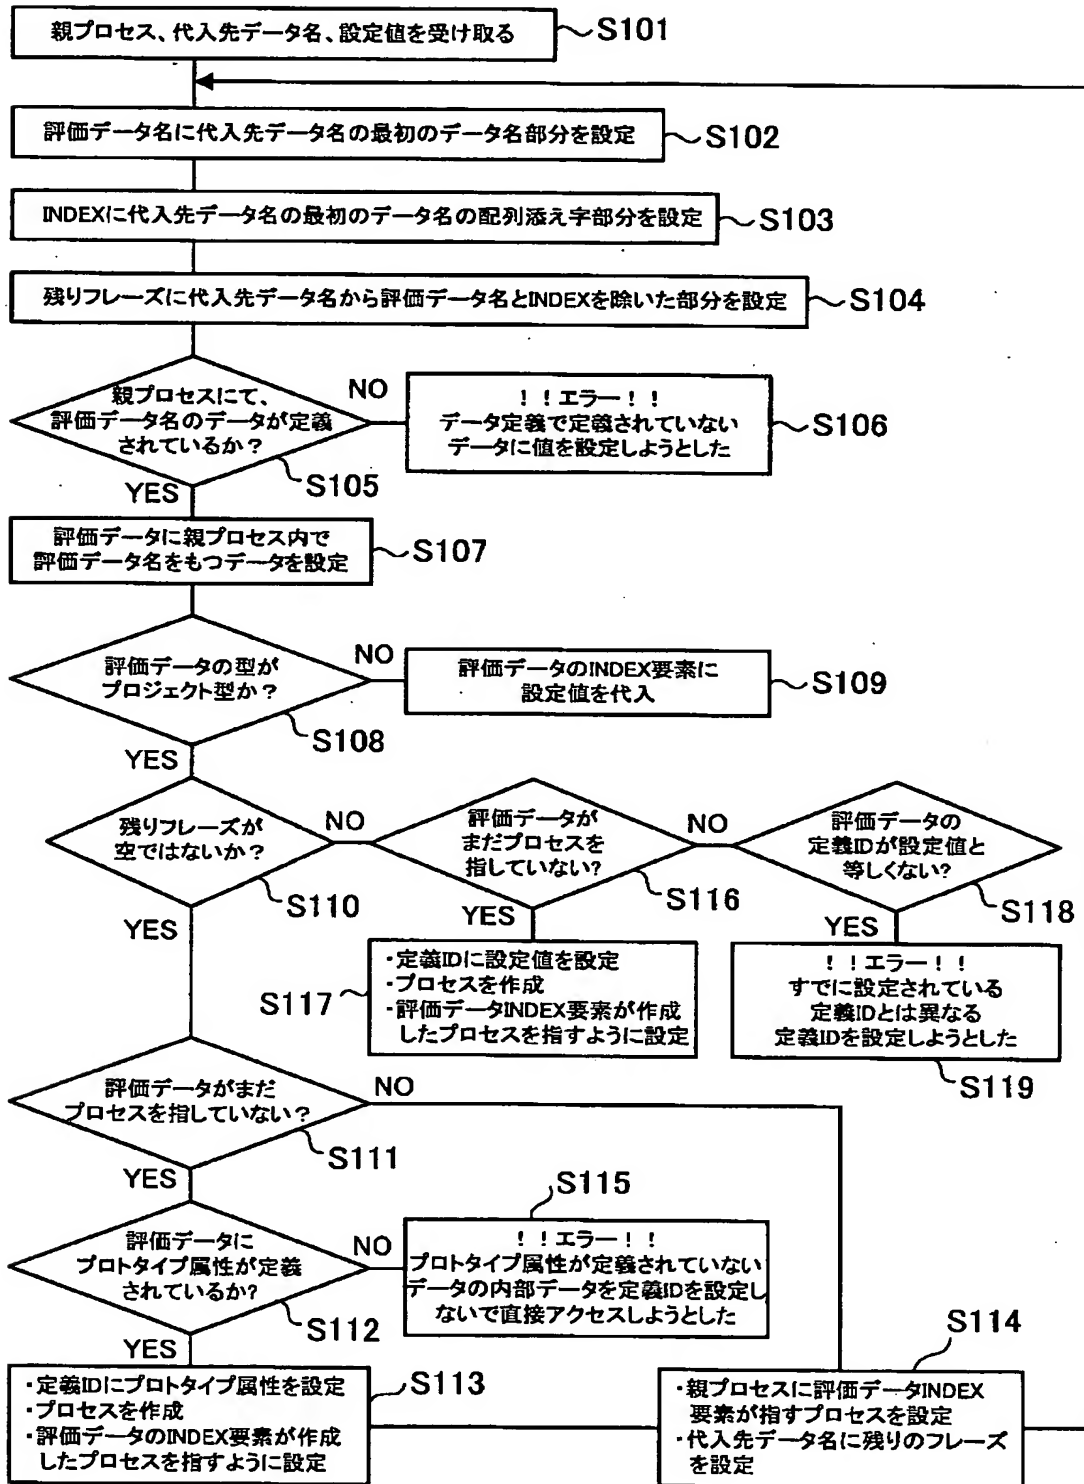 親プロセス、代入先データ名、設定値を受け取る
S101
評価データ名に代入先データ名の最初のデータ名部分を設定
S102
INDEXに代入先データ名の最初のデータ名の配列添え字部分を設定
S103
残りフレーズに代入先データ名から評価データ名とINDEXを除いた部分を設定
S104
親プロセスにて、
評価データ名のデータが定義
されているか？
S105
NO
！！エラー！！
データ定義で定義されていない
データに値を設定しようとした
S106
YES
評価データに親プロセス内で
評価データ名をもつデータを設定
S107
評価データの型が
プロジェクト型か？
S108
NO
評価データのINDEX要素に
設定値を代入
S109
YES
残りフレーズが
空ではないか？
S110
NO
評価データが
まだプロセスを
指していない?
S116
NO
評価データの
定義IDが設定値と
等しくない?
S118
YES
YES
・定義IDに設定値を設定
・プロセスを作成
・評価データINDEX要素が作成
したプロセスを指すように設定
S117
YES
！！エラー！！
すでに設定されている
定義IDとは異なる
定義IDを設定しようとした
S119
評価データがまだ
プロセスを指していない？
S111
NO
YES
評価データに
プロトタイプ属性が定義
されているか?
S112
NO
S115
！！エラー！！
プロトタイプ属性が定義されていない
データの内部データを定義IDを設定し
ないで直接アクセスしようとした
YES
・定義IDにプロトタイプ属性を設定
・プロセスを作成
・評価データのINDEX要素が作成
したプロセスを指すように設定
S113
S114
・親プロセスに評価データINDEX
要素が指すプロセスを設定
・代入先データ名に残りのフレーズ
を設定